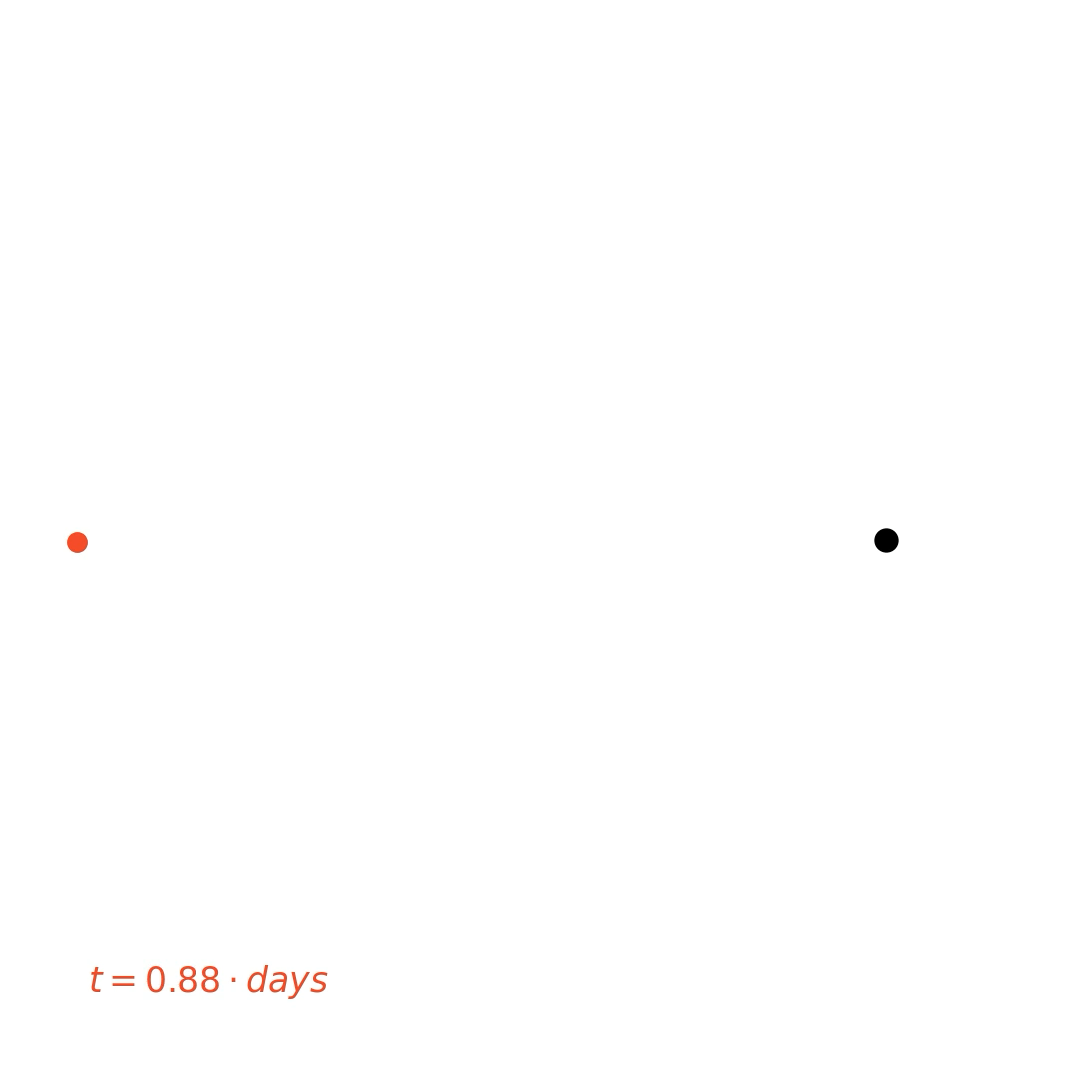 t = 0.88 · days